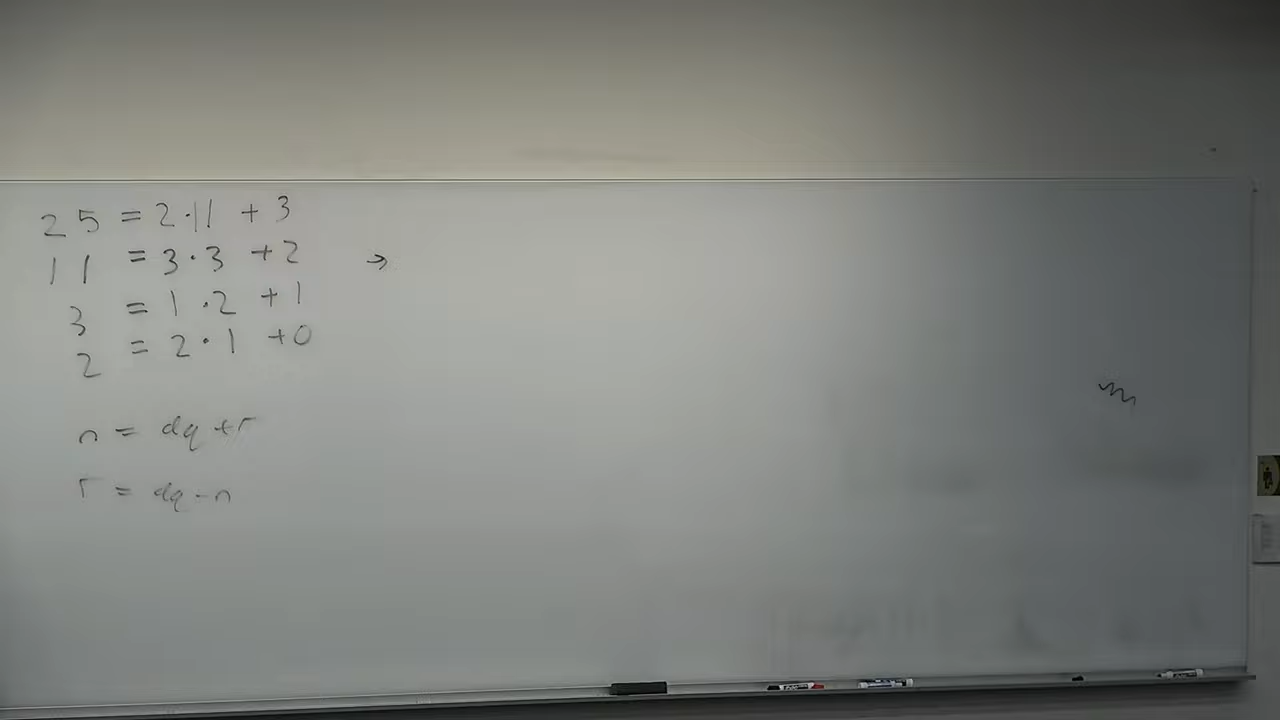 25 = 2·11 + 3
11 = 3·3 + 2 →
3 = 1·2 + 1
2 = 2·1 + 0
n = dq + r
r = dq - n